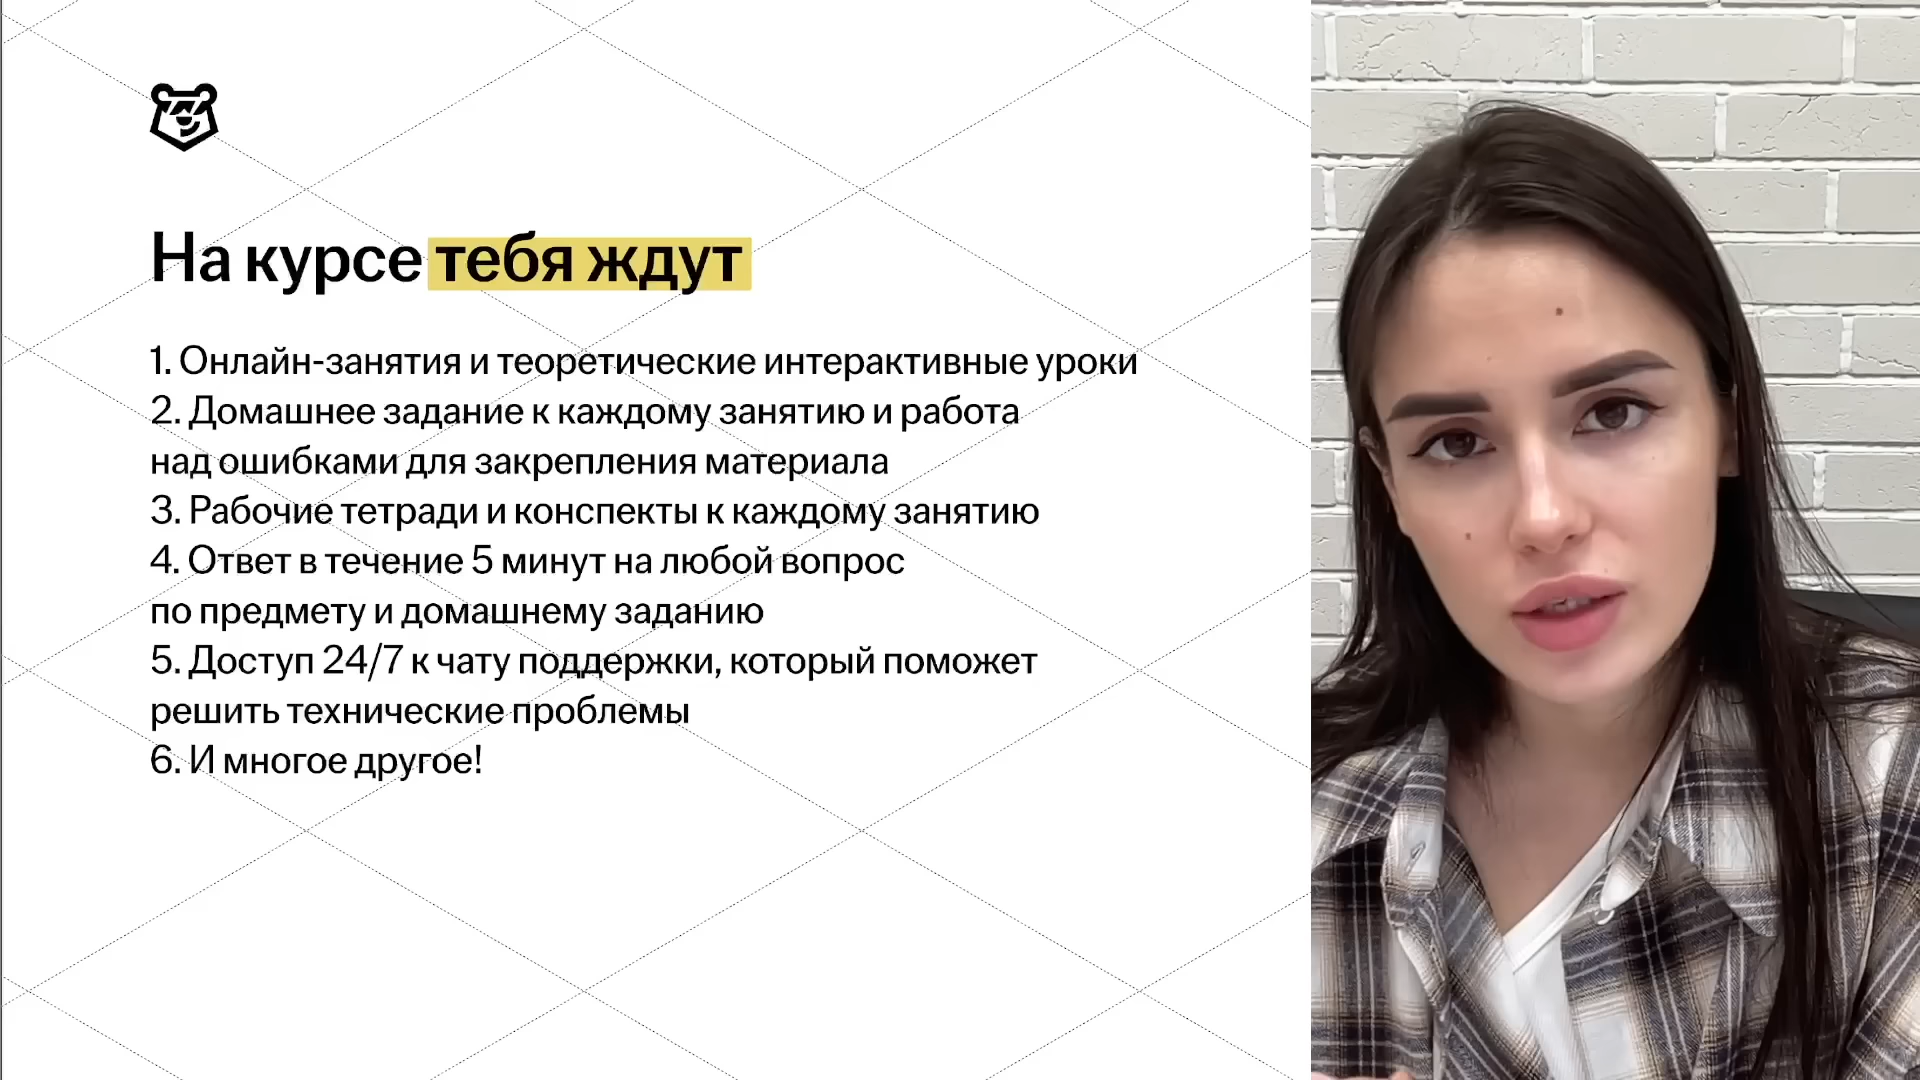 На курсе тебя ждут
1. Онлайн-занятия и теоретические интерактивные уроки
2. Домашнее задание к каждому занятию и работа
над ошибками для закрепления материала
3. Рабочие тетради и конспекты к каждому занятию
4. Ответ в течение 5 минут на любой вопрос
по предмету и домашнему заданию
5. Доступ 24/7 к чату поддержки, который поможет
решить технические проблемы
6. И многое другое!